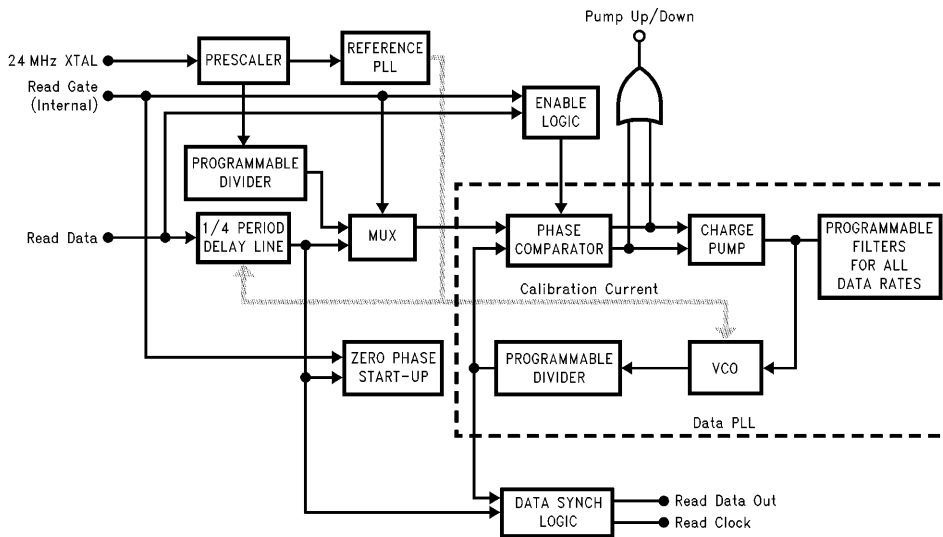 Pump Up/Down
24 MHz XTAL
PRESCALER
REFERENCE
PLL
Read Gate
(Internal)
ENABLE
LOGIC
PROGRAMMABLE
DIVIDER
Read Data
1/4 PERIOD
DELAY LINE
MUX
PHASE
COMPARATOR
CHARGE
PUMP
PROGRAMMABLE
FILTERS
FOR ALL
DATA RATES
Calibration Current
ZERO PHASE
START-UP
PROGRAMMABLE
DIVIDER
VCO
Data PLL
DATA SYNCH
LOGIC
Read Data Out
Read Clock